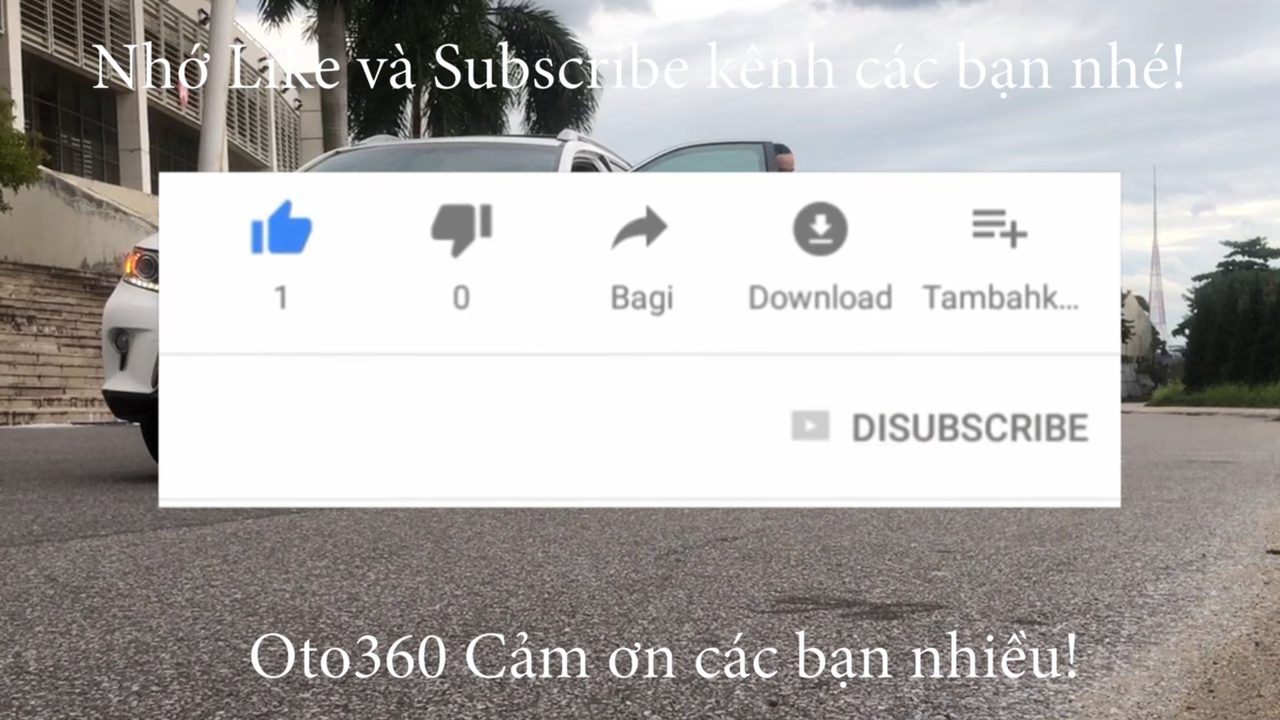 Nhớ Like và Subscribe kênh các bạn nhé!
1
0
Bagi
Download
Tambahk...
DISUBSCRIBE
Oto360 Cảm ơn các bạn nhiều!